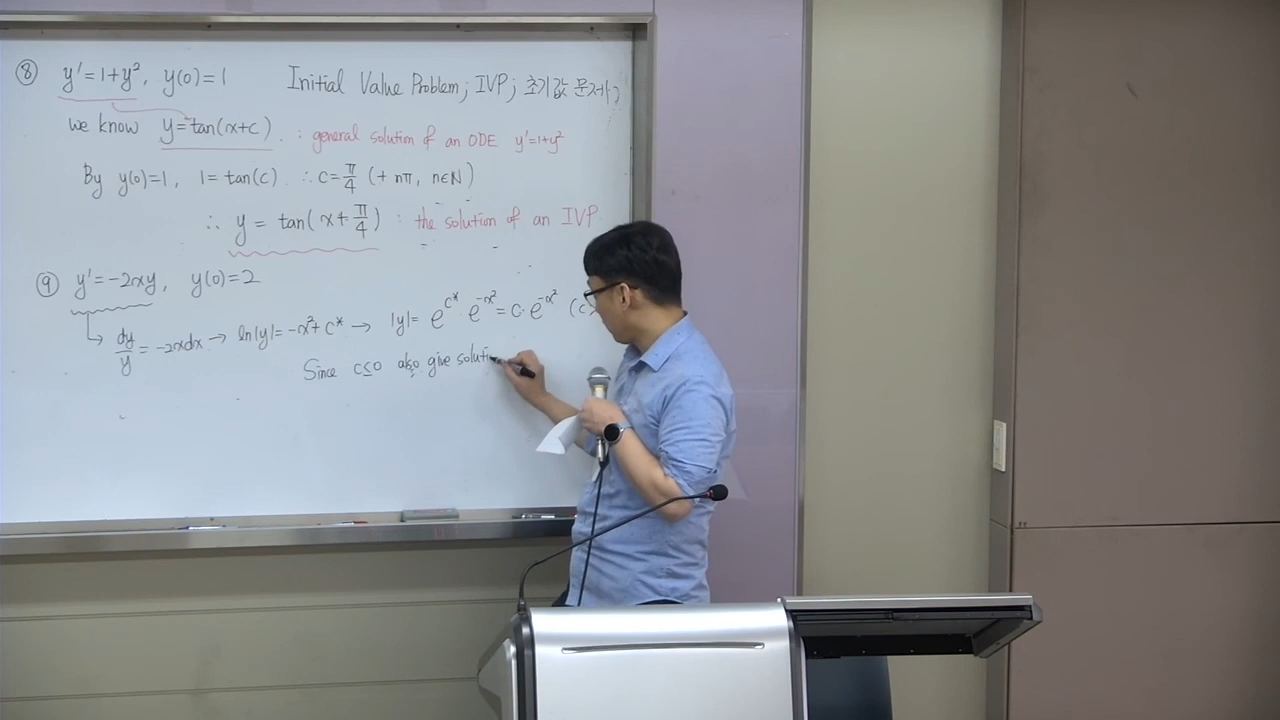 ⑧ y' = 1+y², y(0)=1 Initial Value Problem; IVP; 초기값 문제
we know y=tan(x+c). : general solution of an ODE y'=1+y²
By y(0)=1, 1=tan(c) ∴ c=π/4 (+nπ, n∈N)
∴ y = tan(x+π/4) : the solution of an IVP
⑨ y'=-2xy, y(0)=2
→ dy/y = -2xdx → ln|y| = -x²+c* → |y| = e^{c*} e^{-x²} = c·e^{-x²} (c>
Since c≤0 also give soluti